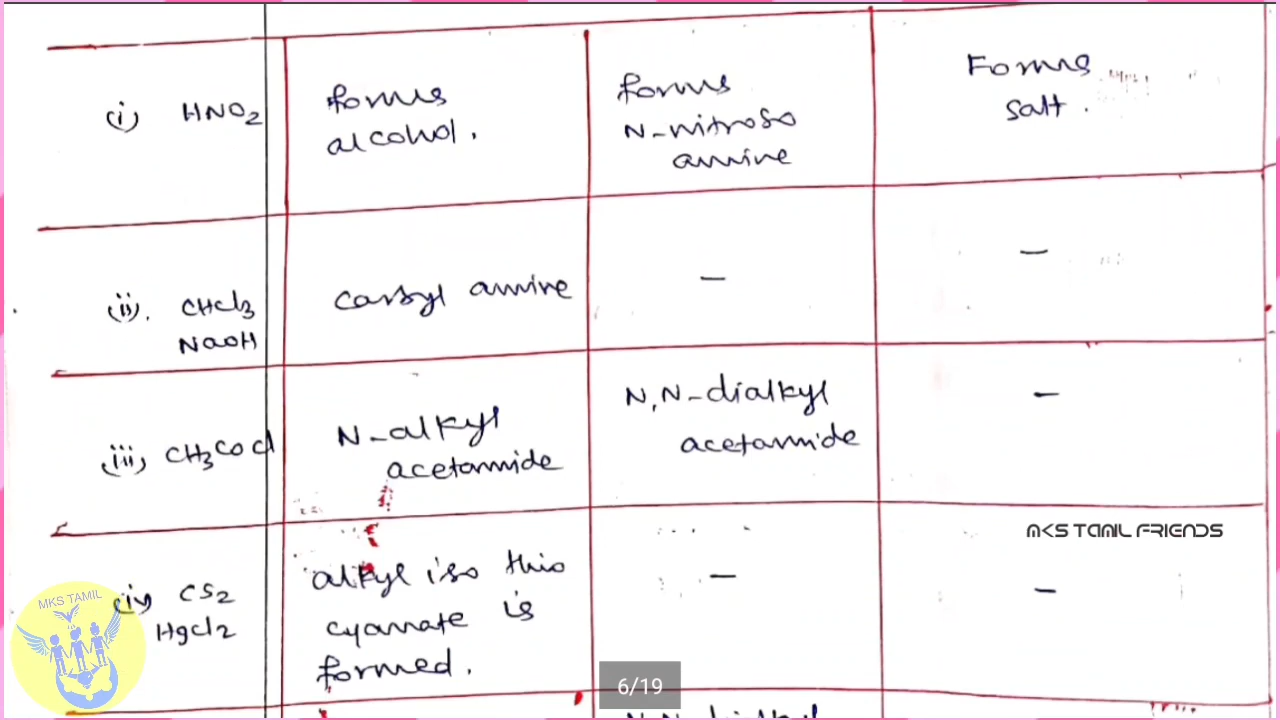 (i) HNO2
forms
alcohol.
forms
N-nitroso
amine
Forms
salt.
(ii). CHCl3
NaOH
Carbyl amine
-
-
(iii) CH3COCl
N-alkyl
acetamide
N,N-dialkyl
acetamide
-
MKS TAMIL FRIENDS
(iv) CS2
HgCl2
alkyl iso thio
cyanate is
formed.
-
-
MKS TAMIL
6/19